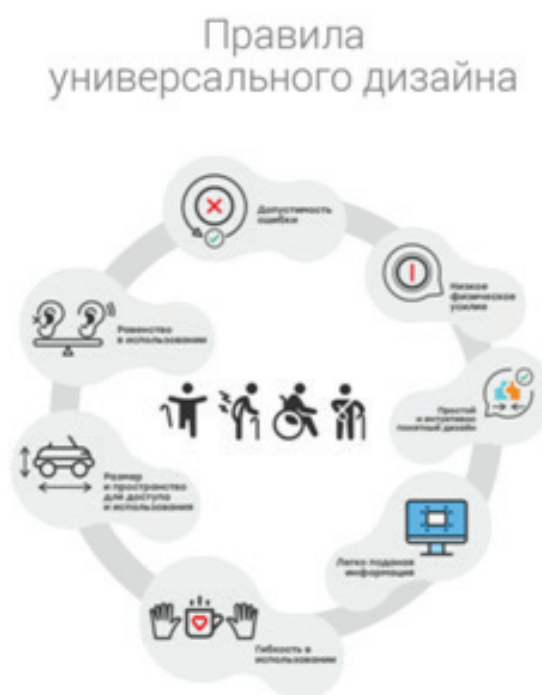 Правила
универсального дизайна
Допустимость
ошибки
Низкое
физическое
усилие
Простой
и интуитивно
понятный дизайн
Легко поданая
информация
Гибкость в
использовании
Размер
и пространство
для доступа
и использования
Равенство
в использовании